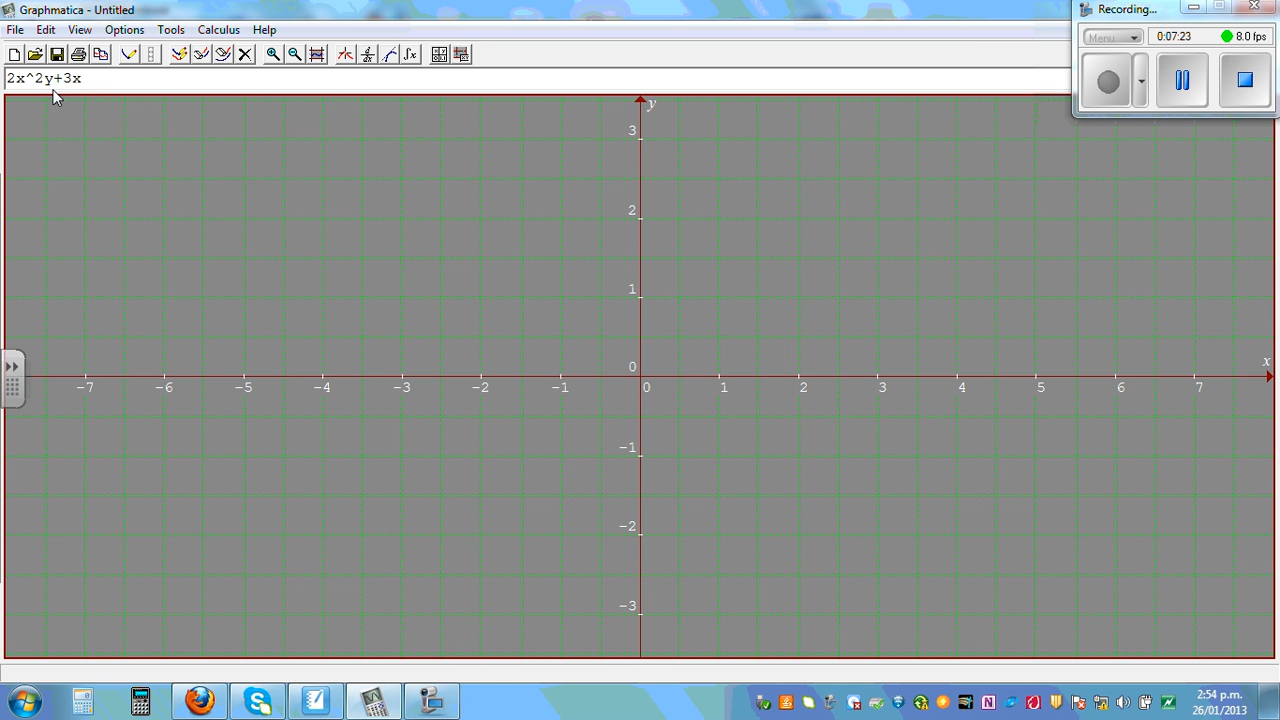 Graphmatica - Untitled
Recording...
File Edit View Options Tools Calculus Help
Menu 0:07:23 8.0 fps
2x^2y+3x
y
3
2
1
0
x
-7 -6 -5 -4 -3 -2 -1 0 1 2 3 4 5 6 7
-1
-2
-3
2:54 p.m.
26/01/2013